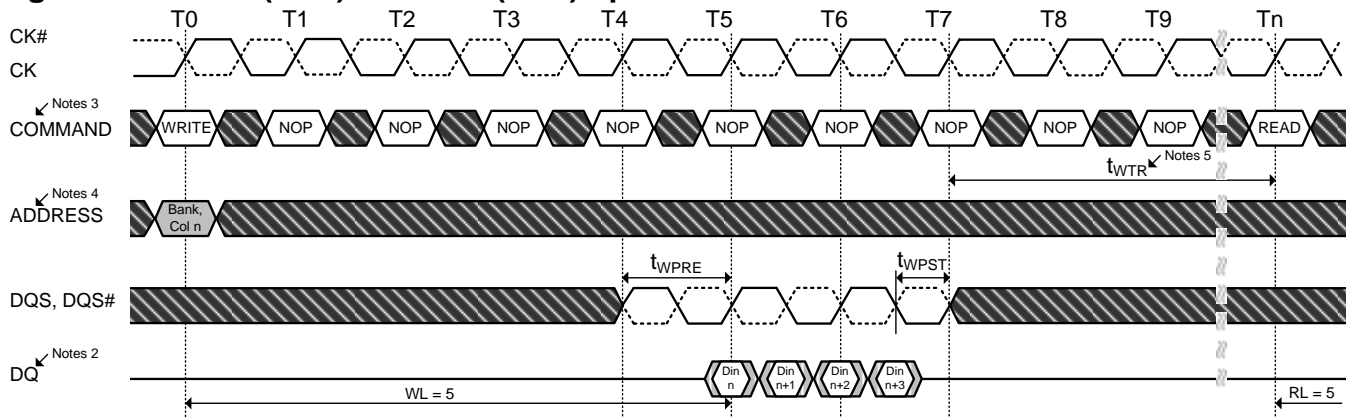 T0 T1 T2 T3 T4 T5 T6 T7 T8 T9 Tn
CK#
CK
Notes 3
COMMAND WRITE NOP NOP NOP NOP NOP NOP NOP NOP NOP READ
tWTR Notes 5
Notes 4
ADDRESS Bank, Col n
tWPRE tWPST
DQS, DQS#
Notes 2
DQ Din n Din n+1 Din n+2 Din n+3
WL = 5 RL = 5